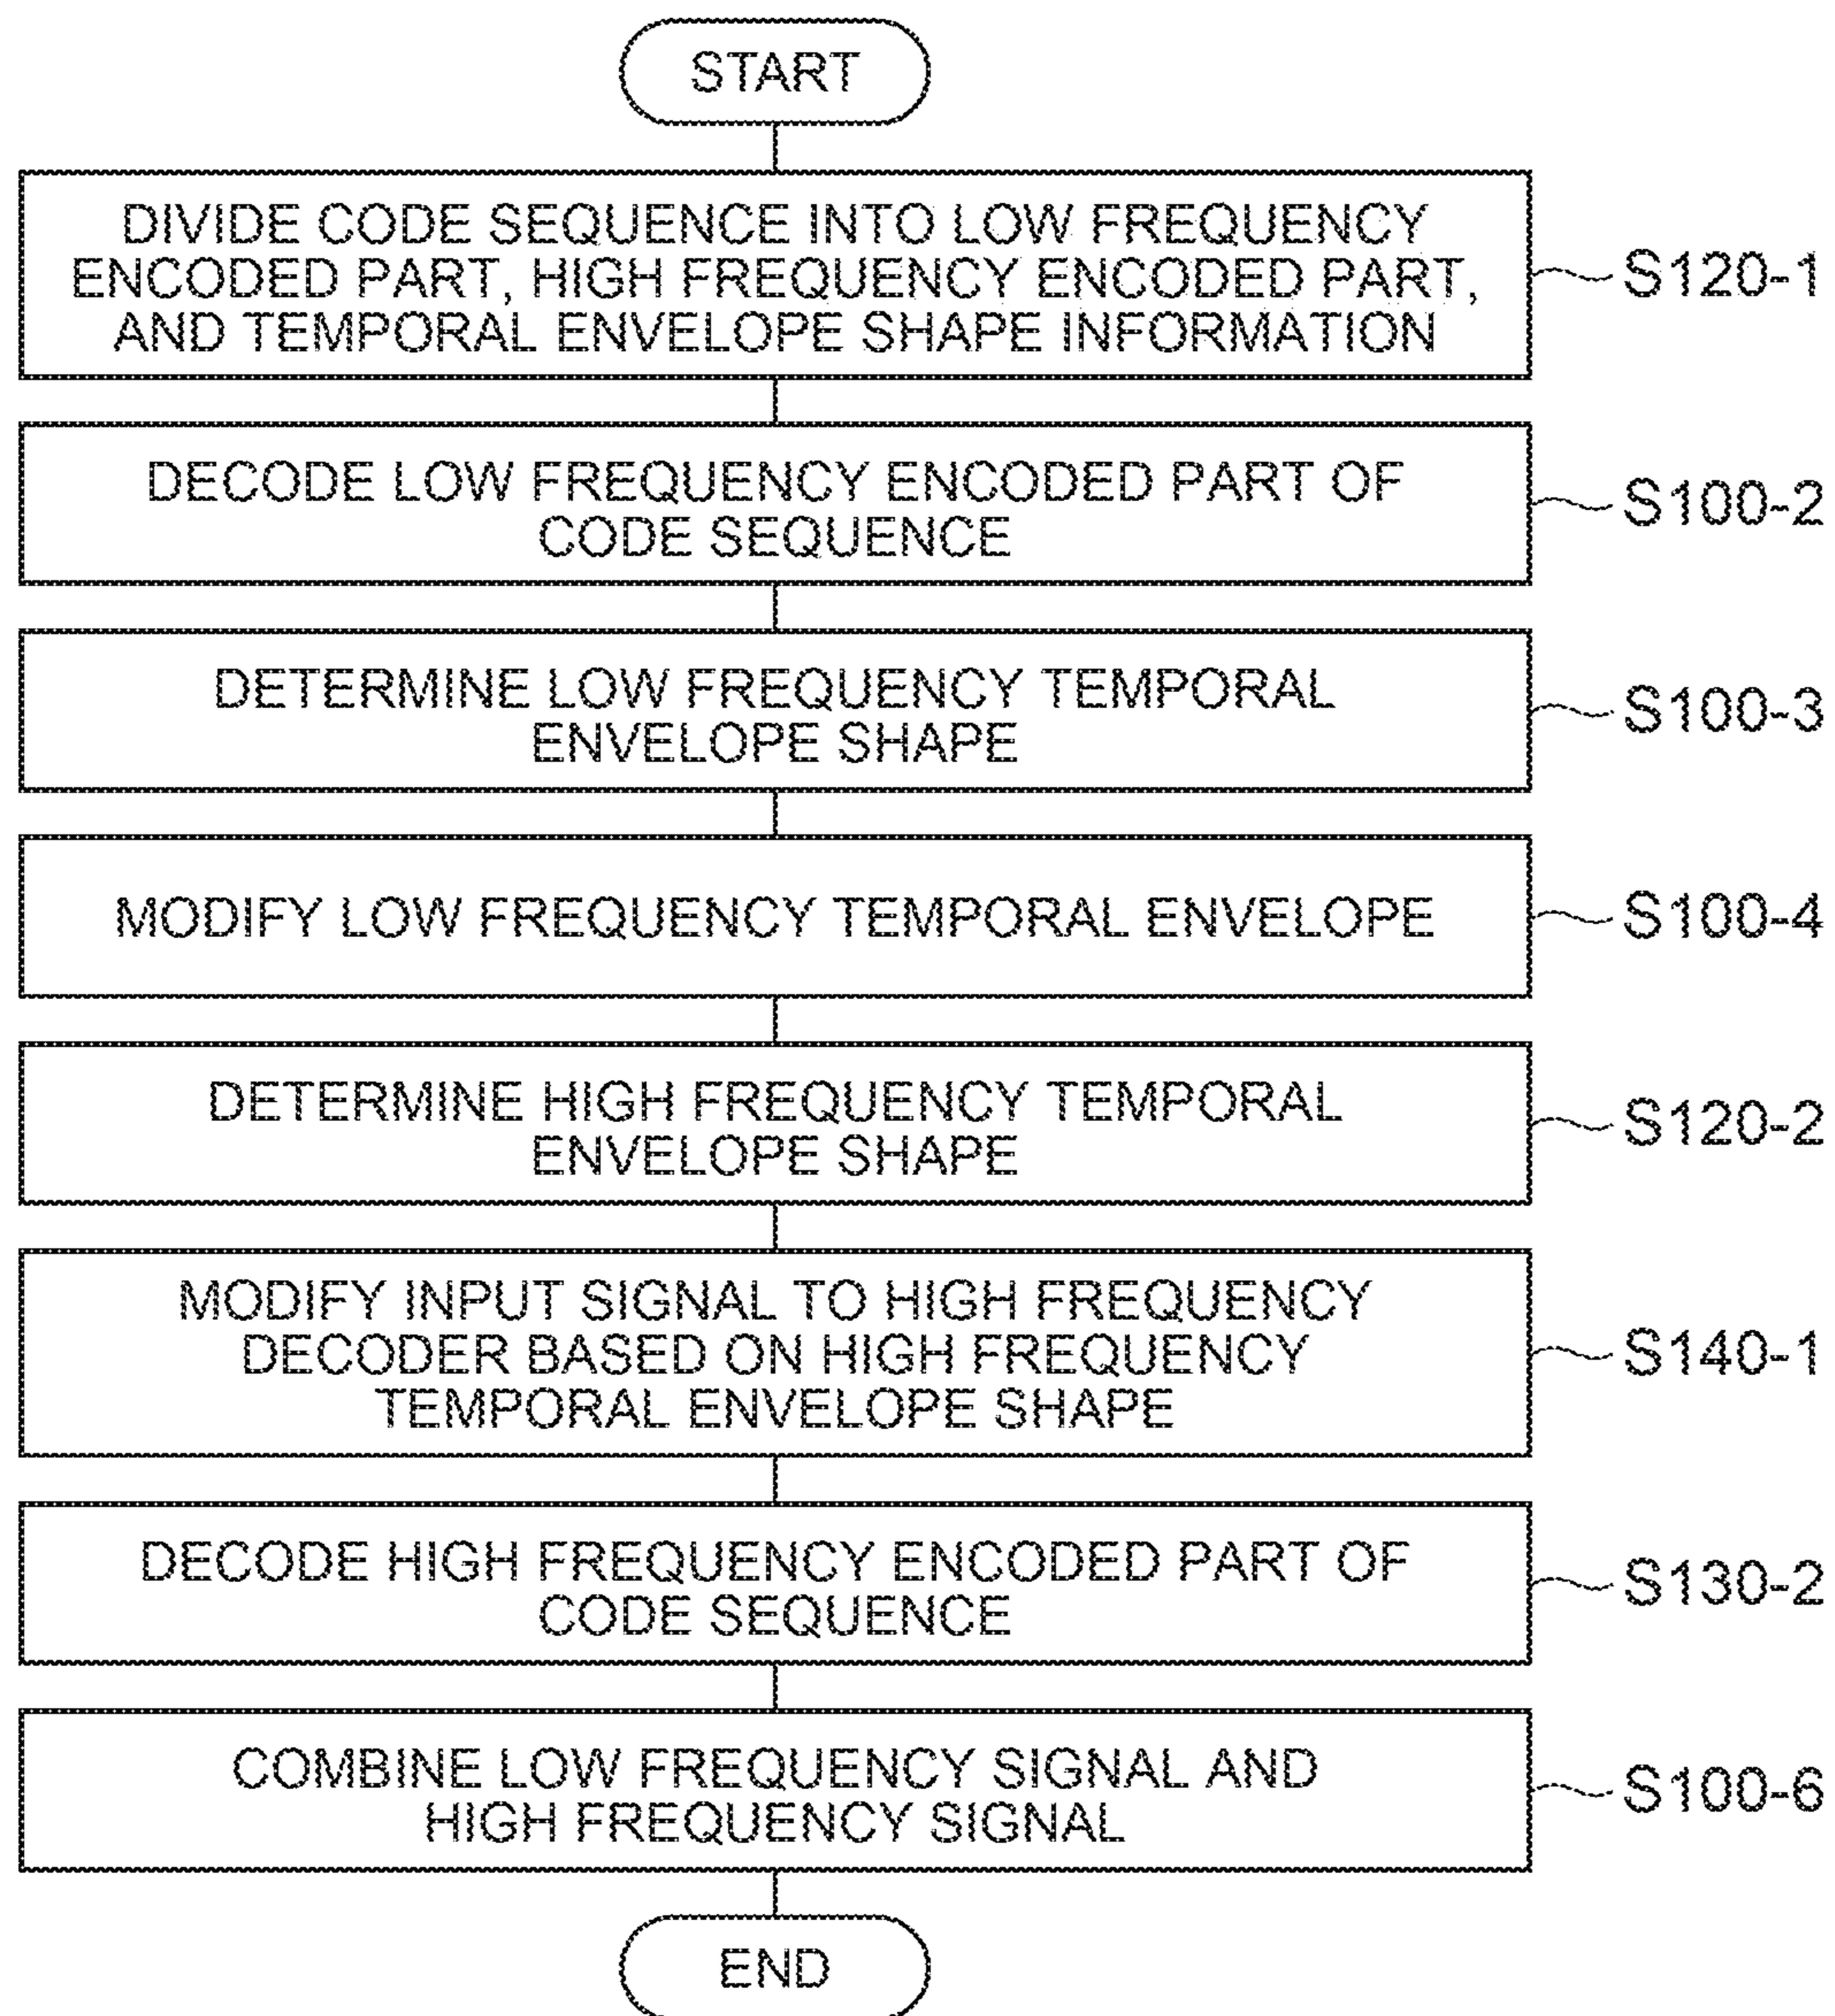 START
DIVIDE CODE SEQUENCE INTO LOW FREQUENCY
ENCODED PART, HIGH FREQUENCY ENCODED PART,
AND TEMPORAL ENVELOPE SHAPE INFORMATION
S120-1
DECODE LOW FREQUENCY ENCODED PART OF
CODE SEQUENCE
S100-2
DETERMINE LOW FREQUENCY TEMPORAL
ENVELOPE SHAPE
S100-3
MODIFY LOW FREQUENCY TEMPORAL ENVELOPE
S100-4
DETERMINE HIGH FREQUENCY TEMPORAL
ENVELOPE SHAPE
S120-2
MODIFY INPUT SIGNAL TO HIGH FREQUENCY
DECODER BASED ON HIGH FREQUENCY
TEMPORAL ENVELOPE SHAPE
S140-1
DECODE HIGH FREQUENCY ENCODED PART OF
CODE SEQUENCE
S130-2
COMBINE LOW FREQUENCY SIGNAL AND
HIGH FREQUENCY SIGNAL
S100-6
END